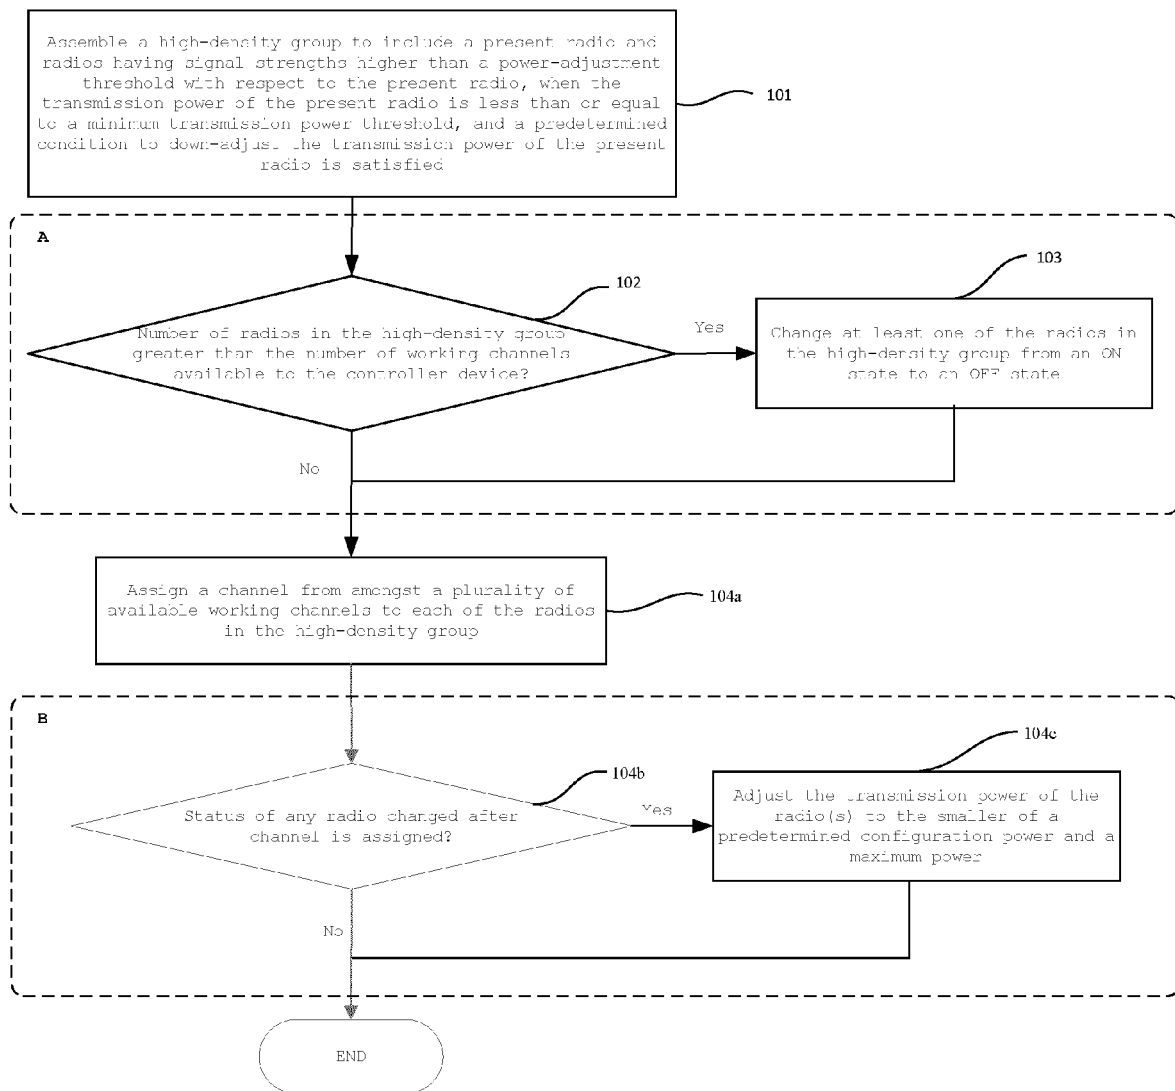 Assemble a high-density group to include a present radio and
radios having signal strengths higher than a power-adjustment
threshold with respect to the present radio, when the
transmission power of the present radio is less than or equal
to a minimum transmission power threshold, and a predetermined
condition to down-adjust the transmission power of the present
radio is satisfied
101
A
102
Number of radios in the high-density group
greater than the number of working channels
available to the controller device?
Yes
103
Change at least one of the radios in
the high-density group from an ON
state to an OFF state
No
Assign a channel from amongst a plurality of
available working channels to each of the radios
in the high-density group
104a
B
104b
Status of any radio changed after
channel is assigned?
Yes
104c
Adjust the transmission power of the
radio(s) to the smaller of a
predetermined configuration power and a
maximum power
No
END